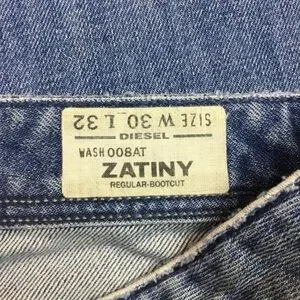 SIZE W 30 L 32
DIESEL
WASH 008AT
ZATINY
REGULAR-BOOTCUT